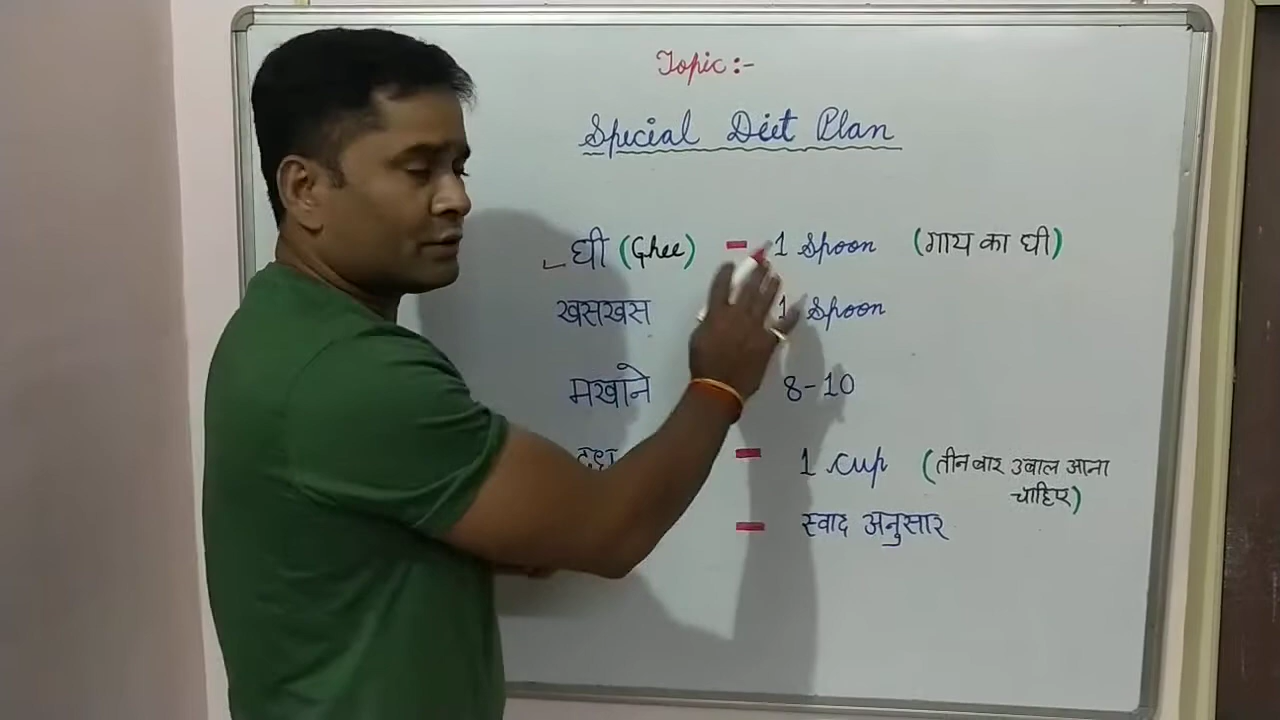 Topic:-
Special Diet Plan
घी (Ghee) - 1 Spoon (गाय का घी)
खसखस 1 Spoon
मखाने 8-10
दूध - 1 cup (तीन बार उबाल आना
चाहिए)
- स्वाद अनुसार